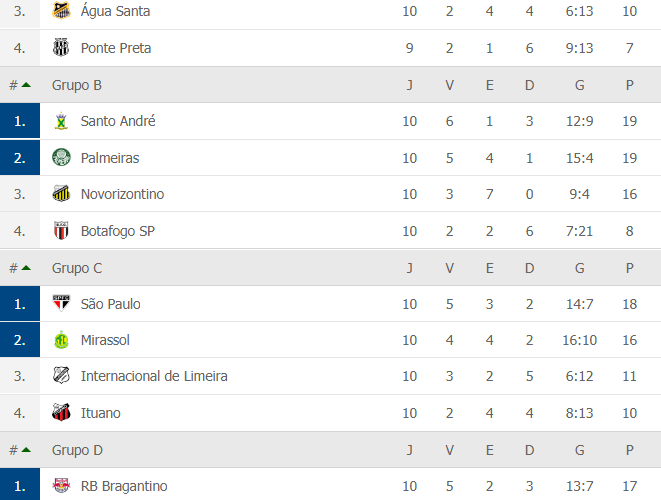 3. Água Santa 10 2 4 4 6:13 10
4. Ponte Preta 9 2 1 6 9:13 7
# Grupo B J V E D G P
1. Santo André 10 6 1 3 12:9 19
2. Palmeiras 10 5 4 1 15:4 19
3. Novorizontino 10 3 7 0 9:4 16
4. Botafogo SP 10 2 2 6 7:21 8
# Grupo C J V E D G P
1. São Paulo 10 5 3 2 14:7 18
2. Mirassol 10 4 4 2 16:10 16
3. Internacional de Limeira 10 3 2 5 6:12 11
4. Ituano 10 2 4 4 8:13 10
# Grupo D J V E D G P
1. RB Bragantino 10 5 2 3 13:7 17